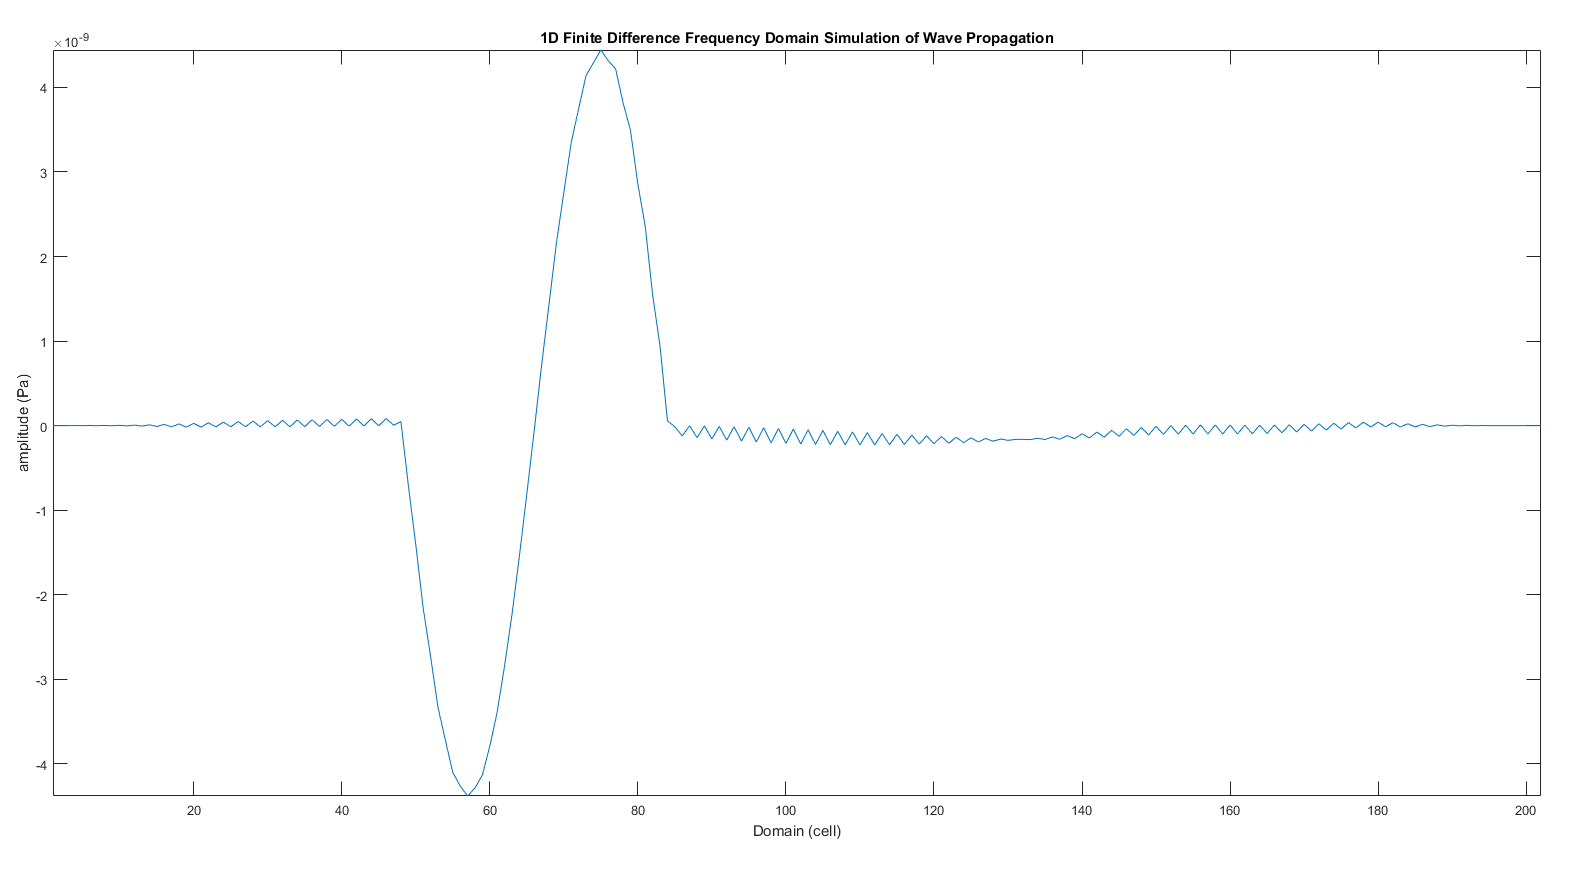 1D Finite Difference Frequency Domain Simulation of Wave Propagation
×10-9
4
3
2
1
0
-1
-2
-3
-4
amplitude (Pa)
20 40 60 80 100 120 140 160 180 200
Domain (cell)